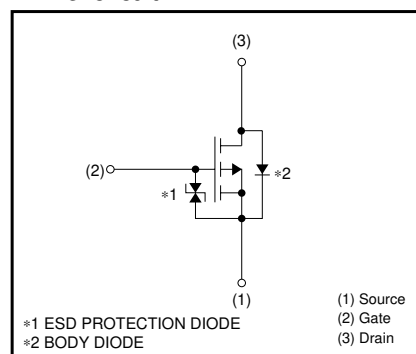 (3)
(2)
∗1
∗2
(1)
∗1 ESD PROTECTION DIODE
∗2 BODY DIODE
(1) Source
(2) Gate
(3) Drain